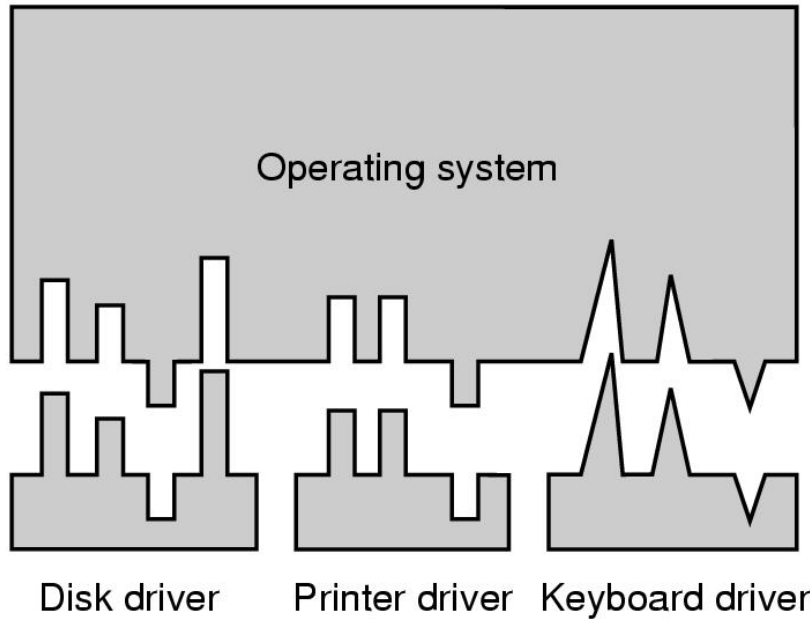 Operating system
Disk driver
Printer driver
Keyboard driver